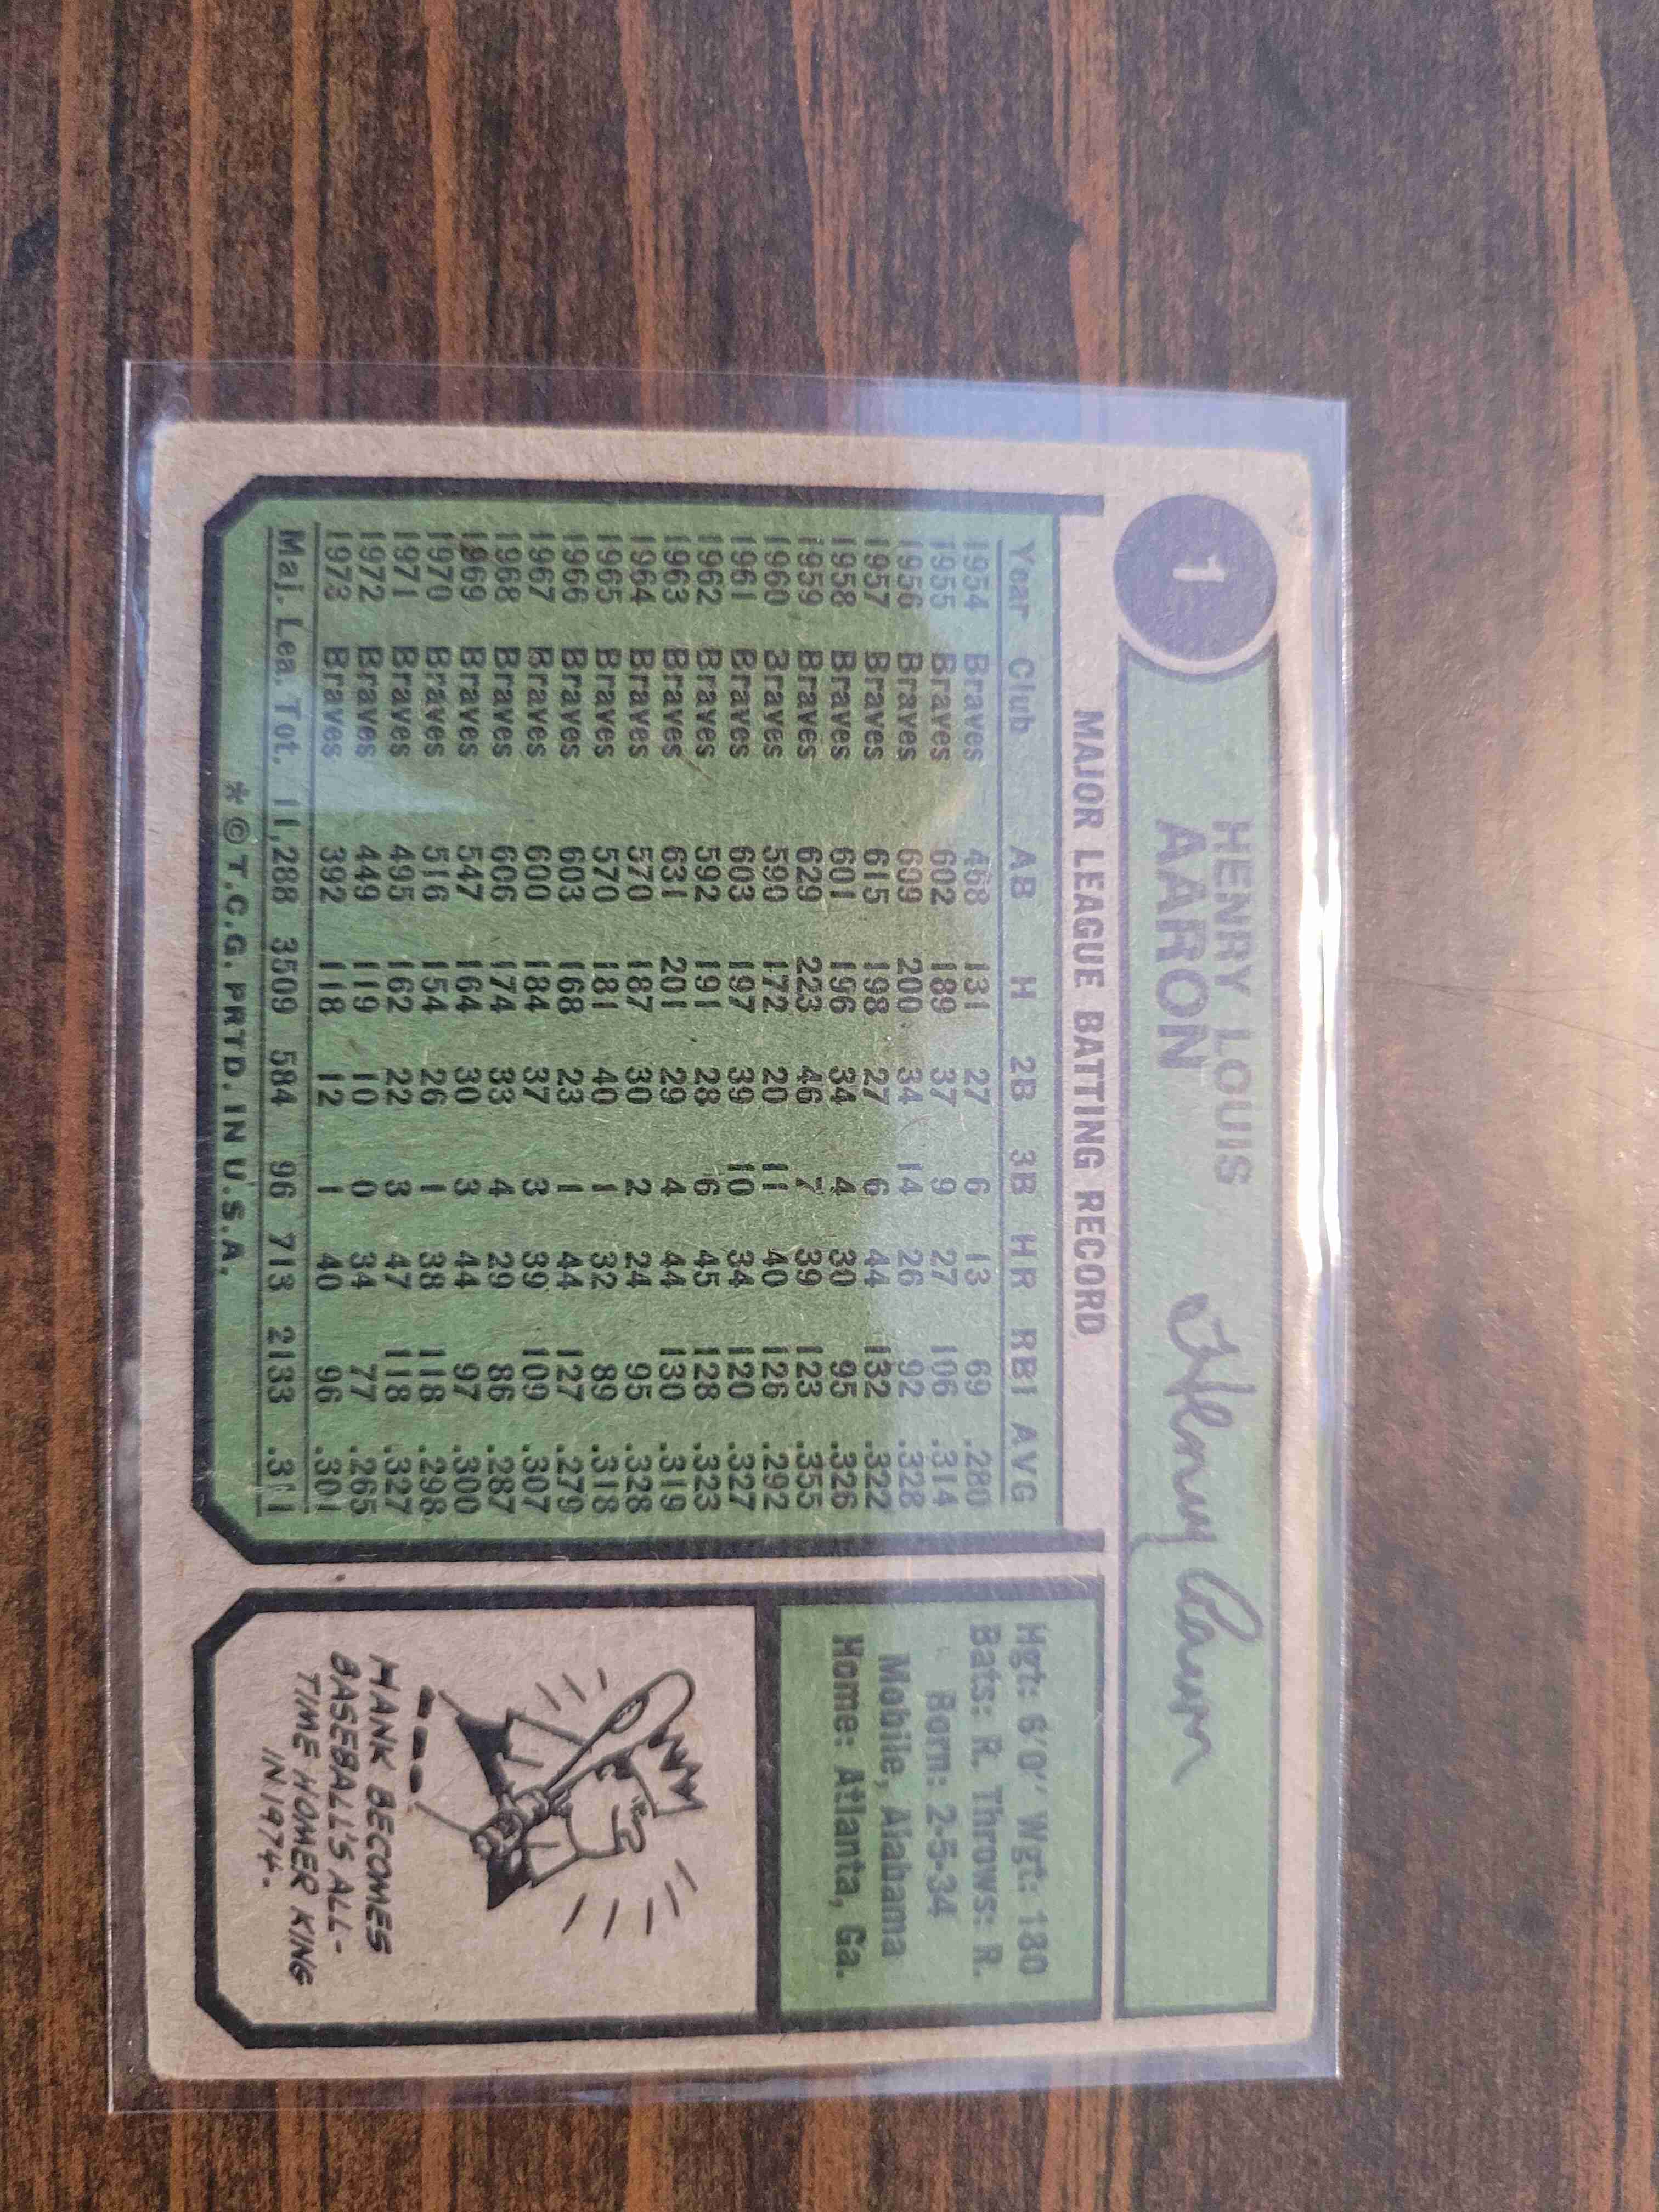 1
HENRY LOUIS
AARON
Henry Aaron
MAJOR LEAGUE BATTING RECORD
Year Club AB H 2B 3B HR RBI AVG
1954 Braves 468 131 27 6 13 69 .280
1955 Braves 602 189 37 9 27 106 .314
1956 Braves 609 200 34 14 26 92 .328
1957 Braves 615 198 27 6 44 132 .322
1958 Braves 601 196 34 4 30 95 .326
1959 Braves 629 223 46 7 39 123 .355
1960 Braves 590 172 20 11 40 126 .292
1961 Braves 603 197 39 10 34 120 .327
1962 Braves 592 191 28 6 45 128 .323
1963 Braves 631 201 29 4 44 130 .319
1964 Braves 570 187 30 2 24 95 .328
1965 Braves 570 181 40 1 32 89 .318
1966 Braves 603 168 23 1 44 127 .279
1967 Braves 600 184 37 3 39 109 .307
1968 Braves 606 174 33 4 29 86 .287
1969 Braves 547 164 30 3 44 97 .300
1970 Braves 516 154 26 1 38 118 .298
1971 Braves 495 162 22 3 47 118 .327
1972 Braves 449 119 10 0 34 77 .265
1973 Braves 392 118 12 1 40 96 .301
Maj. Lea. Tot. 11,288 3509 584 96 713 2133 .311
*©T.C.G. PRTD. IN U.S.A.
Hgt: 6'0" Wgt: 180
Bats: R. Throws: R.
Born: 2-5-34
Mobile, Alabama
Home: Atlanta, Ga.
HANK BECOMES
BASEBALL'S ALL-
TIME HOMER KING
IN 1974.